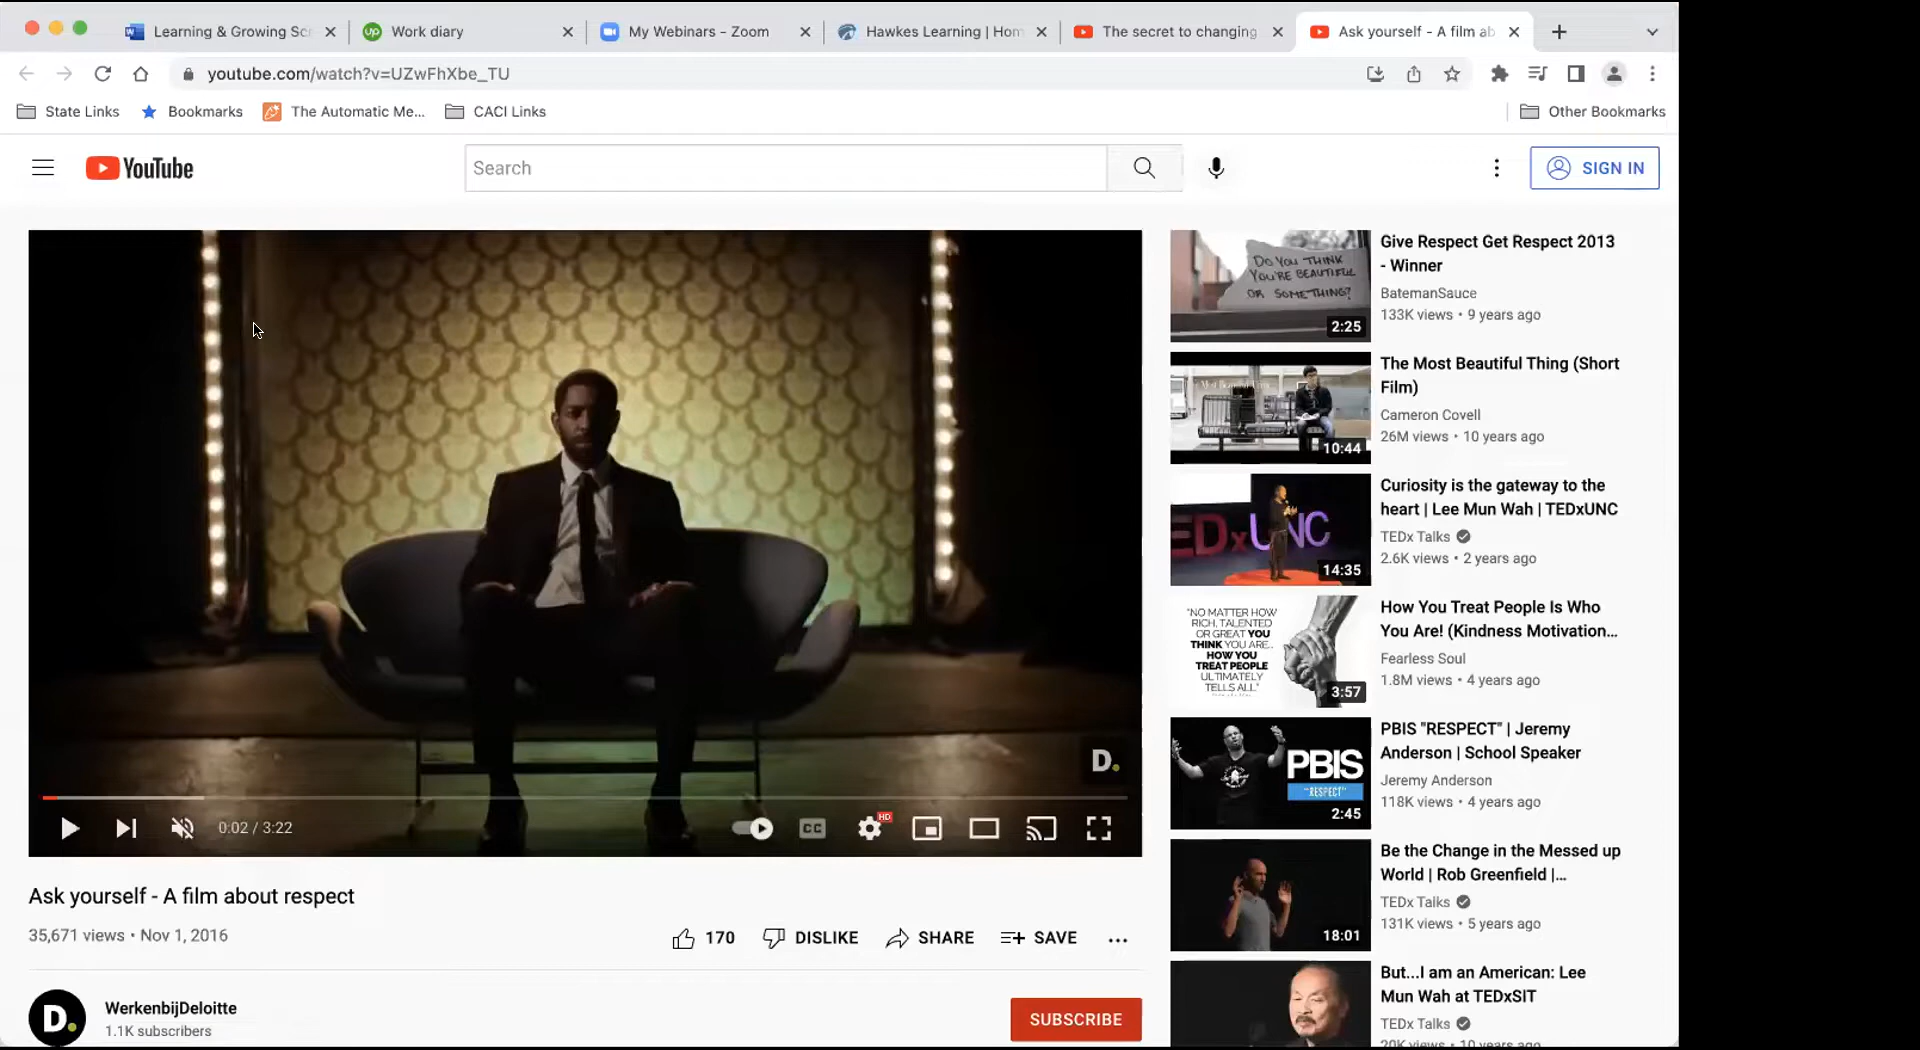 Learning & Growing Scr
Work diary
My Webinars - Zoom
Hawkes Learning | Hom
The secret to changing
Ask yourself - A film ab
youtube.com/watch?v=UZwFhXbe_TU
State Links
Bookmarks
The Automatic Me...
CACI Links
Other Bookmarks
YouTube
Search
SIGN IN
D.
0:02 / 3:22
CC
HD
Ask yourself - A film about respect
35,671 views • Nov 1, 2016
170
DISLIKE
SHARE
SAVE
D.
WerkenbijDeloitte
1.1K subscribers
SUBSCRIBE
DO YOU THINK
YOU'RE BEAUTIFUL
OR SOMETHING?
2:25
Give Respect Get Respect 2013
- Winner
BatemanSauce
133K views • 9 years ago
10:44
The Most Beautiful Thing (Short
Film)
Cameron Covell
26M views • 10 years ago
EDxUNC
14:35
Curiosity is the gateway to the
heart | Lee Mun Wah | TEDxUNC
TEDx Talks
2.6K views • 2 years ago
"NO MATTER HOW
RICH, TALENTED
OR GREAT YOU
THINK YOU ARE..
HOW YOU
TREAT PEOPLE
ULTIMATELY
TELLS ALL."
3:57
How You Treat People Is Who
You Are! (Kindness Motivation...
Fearless Soul
1.8M views • 4 years ago
PBIS
"RESPECT"
2:45
PBIS "RESPECT" | Jeremy
Anderson | School Speaker
Jeremy Anderson
118K views • 4 years ago
18:01
Be the Change in the Messed up
World | Rob Greenfield |...
TEDx Talks
131K views • 5 years ago
But...I am an American: Lee
Mun Wah at TEDxSIT
TEDx Talks
20K views • 10 years ago